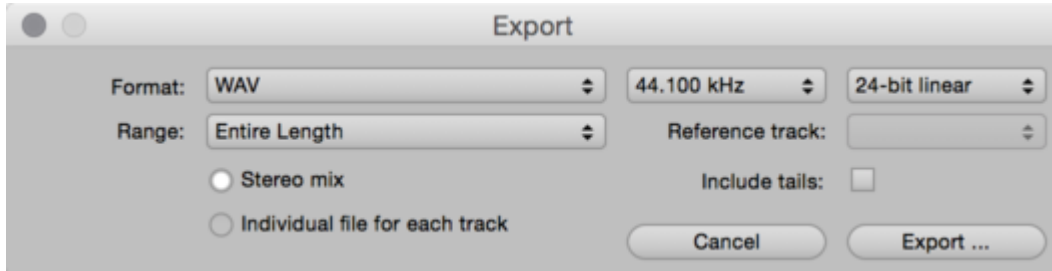 Export
Format: WAV 44.100 kHz 24-bit linear
Range: Entire Length Reference track:
Stereo mix Include tails:
Individual file for each track
Cancel Export ...